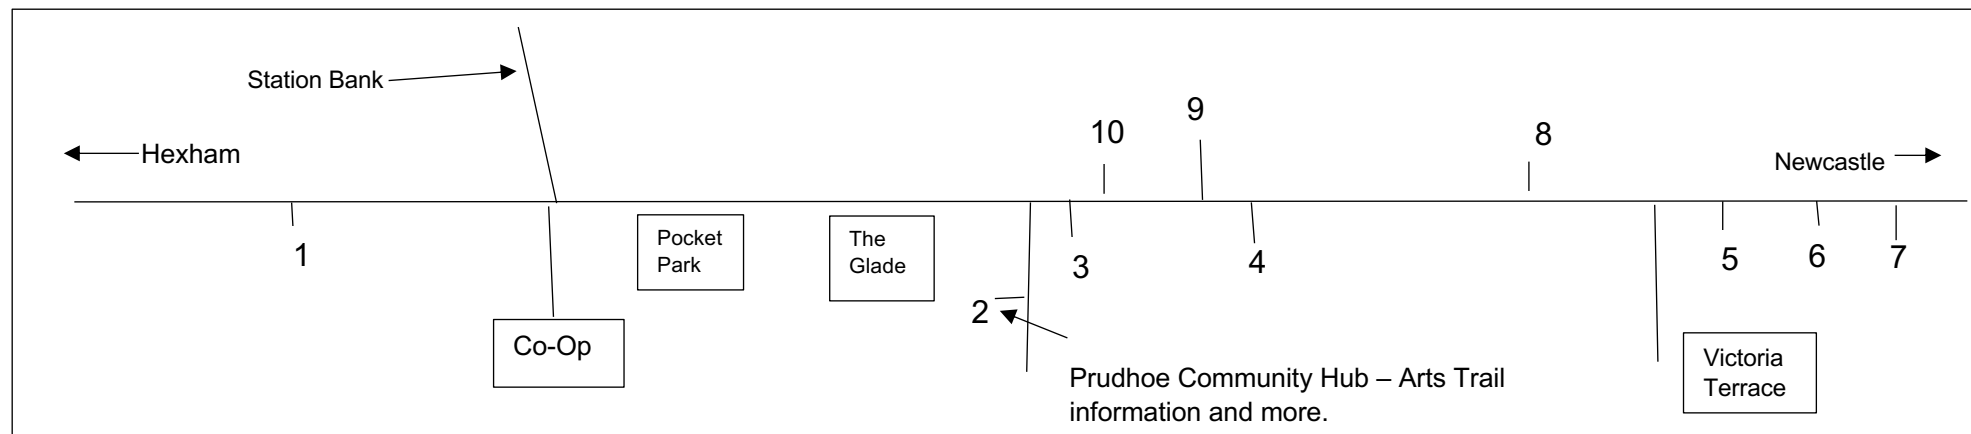 Station Bank
Hexham
10
9
8
Newcastle
1
Pocket
Park
The
Glade
3
4
5
6
7
2
Co-Op
Prudhoe Community Hub – Arts Trail
information and more.
Victoria
Terrace